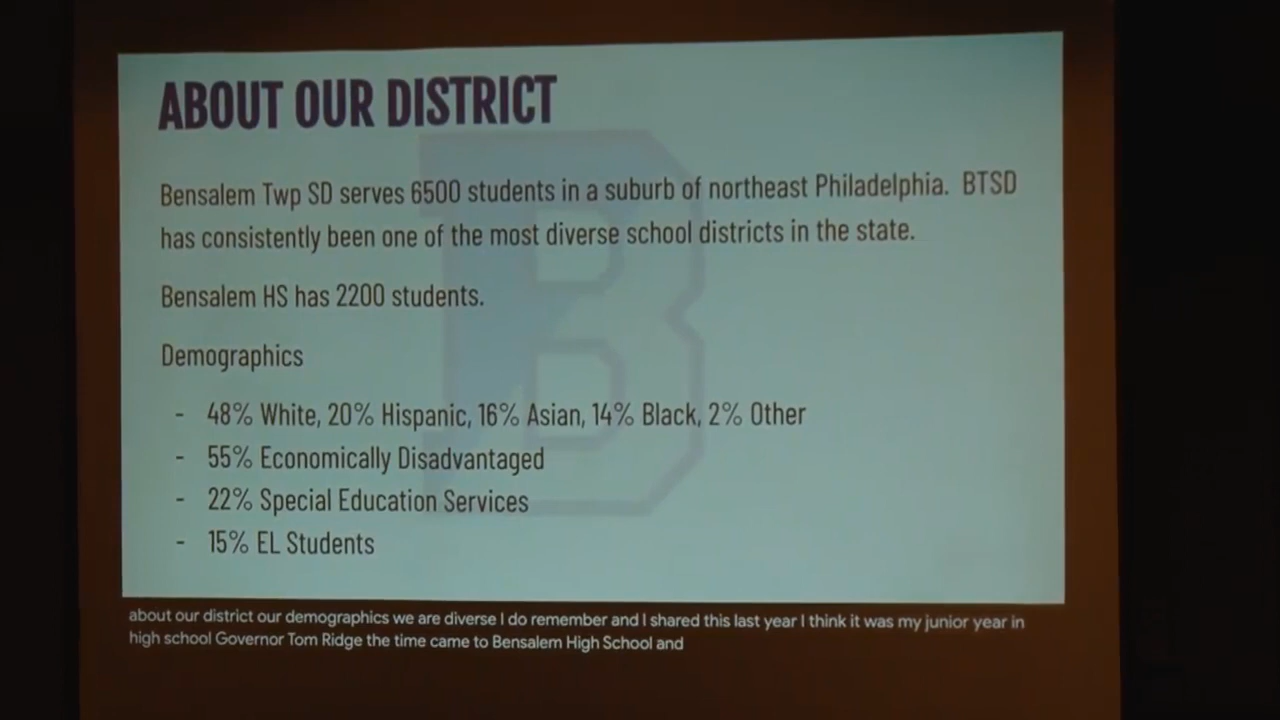 ABOUT OUR DISTRICT
Bensalem Twp SD serves 6500 students in a suburb of northeast Philadelphia. BTSD
has consistently been one of the most diverse school districts in the state.
Bensalem HS has 2200 students.
Demographics
- 48% White, 20% Hispanic, 16% Asian, 14% Black, 2% Other
- 55% Economically Disadvantaged
- 22% Special Education Services
- 15% EL Students
B
about our district our demographics we are diverse I do remember and I shared this last year I think it was my junior year in
high school Governor Tom Ridge the time came to Bensalem High School and